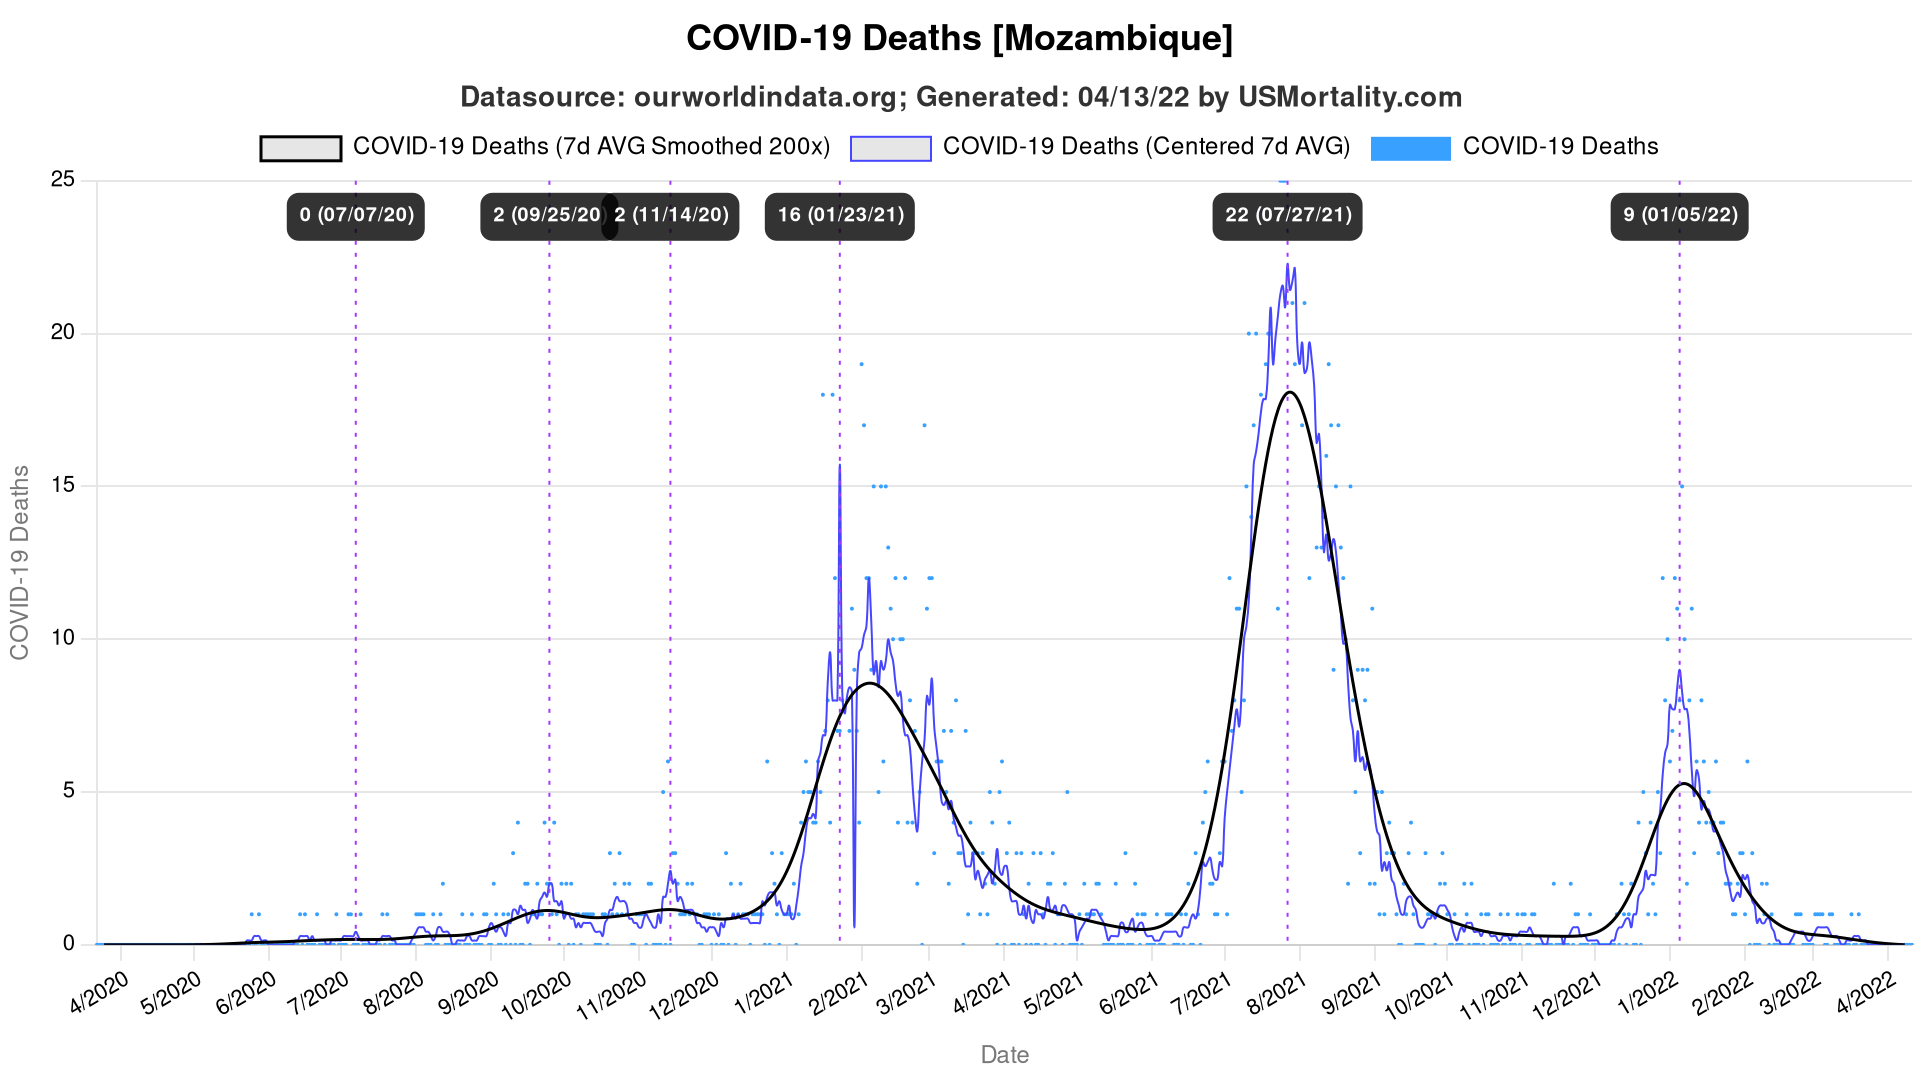 COVID-19 Deaths [Mozambique]
Datasource: ourworldindata.org; Generated: 04/13/22 by USMortality.com
COVID-19 Deaths (7d AVG Smoothed 200x) COVID-19 Deaths (Centered 7d AVG) COVID-19 Deaths
25
0 (07/07/20) 2 (09/25/20) 2 (11/14/20) 16 (01/23/21) 22 (07/27/21) 9 (01/05/22)
20
15
10
5
0
COVID-19 Deaths
4/2020 5/2020 6/2020 7/2020 8/2020 9/2020 10/2020 11/2020 12/2020 1/2021 2/2021 3/2021 4/2021 5/2021 6/2021 7/2021 8/2021 9/2021 10/2021 11/2021 12/2021 1/2022 2/2022 3/2022 4/2022
Date